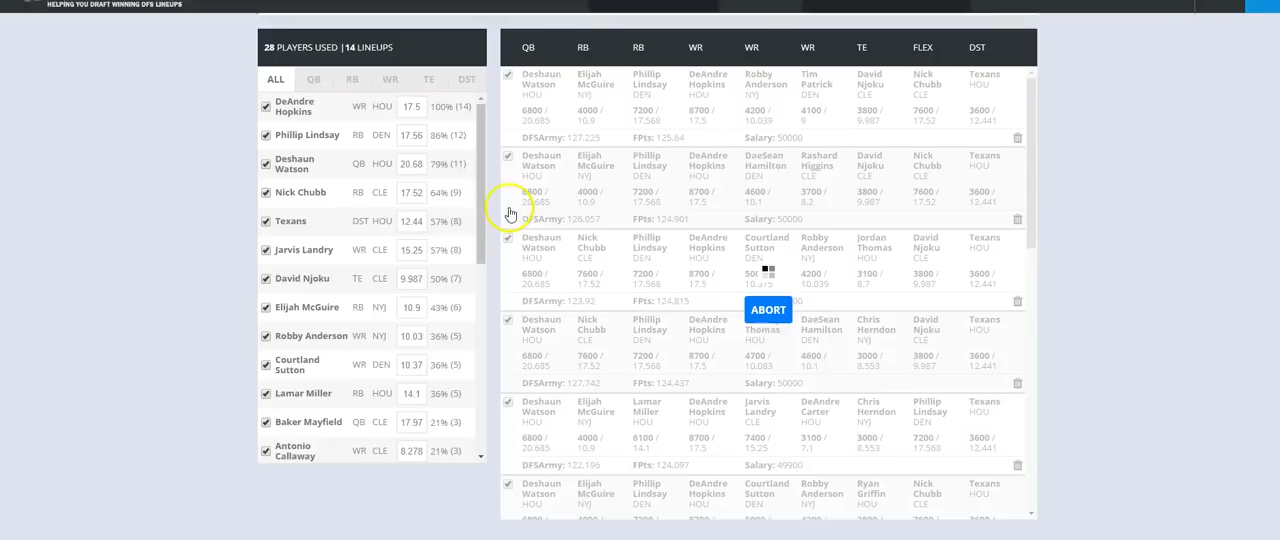 HELPING YOU DRAFT WINNING DFS LINEUPS
28 PLAYERS USED | 14 LINEUPS
ALL QB RB WR TE DST
DeAndre Hopkins WR HOU 17.5 100% (14)
Phillip Lindsay RB DEN 17.56 86% (12)
Deshaun Watson QB HOU 20.68 79% (11)
Nick Chubb RB CLE 17.52 64% (9)
Texans DST HOU 12.44 57% (8)
Jarvis Landry WR CLE 15.25 57% (8)
David Njoku TE CLE 9.987 50% (7)
Elijah McGuire RB NYJ 10.9 43% (6)
Robby Anderson WR NYJ 10.03 36% (5)
Courtland Sutton WR DEN 10.37 36% (5)
Lamar Miller RB HOU 14.1 36% (5)
Baker Mayfield QB CLE 17.97 21% (3)
Antonio Callaway WR CLE 8.278 21% (3)
QB RB RB WR WR WR TE FLEX DST
Deshaun Elijah Phillip DeAndre Robby Tim David Nick Texans
Watson McGuire Lindsay Hopkins Anderson Patrick Njoku Chubb HOU
HOU NYJ DEN HOU NYJ DEN CLE CLE
6800 / 4000 / 7200 / 8700 / 4200 / 4100 / 3800 / 7600 / 3600 /
20.685 10.9 17.568 17.5 10.039 9 9.987 17.52 12.441
DFSArmy: 127.225 FPts: 125.64 Salary: 50000
Deshaun Elijah Phillip DeAndre DaeSean Rashard David Nick Texans
Watson McGuire Lindsay Hopkins Hamilton Higgins Njoku Chubb HOU
HOU NYJ DEN HOU DEN CLE CLE CLE
6800 / 4000 / 7200 / 8700 / 4600 / 3700 / 3800 / 7600 / 3600 /
20.685 10.9 17.568 17.5 10.1 8.2 9.987 17.52 12.441
DFSArmy: 126.057 FPts: 124.901 Salary: 50000
Deshaun Nick Phillip DeAndre Courtland Robby Jordan David Texans
Watson Chubb Lindsay Hopkins Sutton Anderson Thomas Njoku HOU
HOU CLE DEN HOU DEN NYJ HOU CLE
6800 / 7600 / 7200 / 8700 / 4200 / 3100 / 3800 / 3600 /
20.685 17.52 17.568 17.5 10.375 10.039 8.7 9.987 12.441
DFSArmy: 123.92 FPts: 124.815
ABORT
Deshaun Nick Phillip DeAndre DaeSean Chris David Texans
Watson Chubb Lindsay Hopkins Thomas Hamilton Herndon Njoku HOU
HOU CLE DEN HOU HOU DEN NYJ CLE
6800 / 7600 / 7200 / 8700 / 4700 / 4600 / 3000 / 3800 / 3600 /
20.685 17.52 17.568 17.5 10.083 10.1 8.553 9.987 12.441
DFSArmy: 127.742 FPts: 124.437 Salary: 50000
Deshaun Elijah Lamar DeAndre Jarvis DeAndre Chris Phillip Texans
Watson McGuire Miller Hopkins Landry Carter Herndon Lindsay HOU
HOU NYJ HOU HOU CLE HOU NYJ DEN
6800 / 4000 / 6100 / 8700 / 7400 / 3100 / 3000 / 7200 / 3600 /
20.685 10.9 14.1 17.5 15.25 7.1 8.553 17.568 12.441
DFSArmy: 122.196 FPts: 124.097 Salary: 49900
Deshaun Elijah Phillip DeAndre Courtland Robby Ryan Nick Texans
Watson McGuire Lindsay Hopkins Sutton Anderson Griffin Chubb HOU
HOU NYJ DEN HOU DEN NYJ HOU CLE